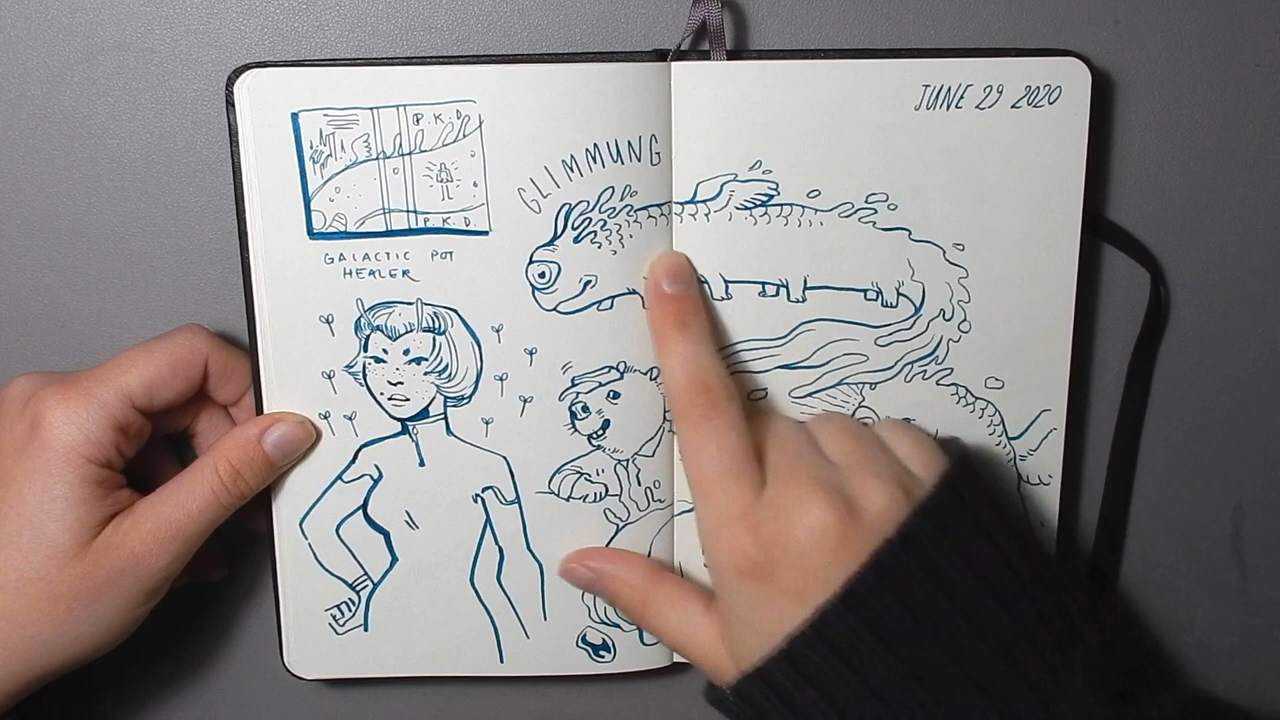 P. K. D.
P. K. D.
GALACTIC POT
HEALER
GLIMMUNG
JUNE 29 2020